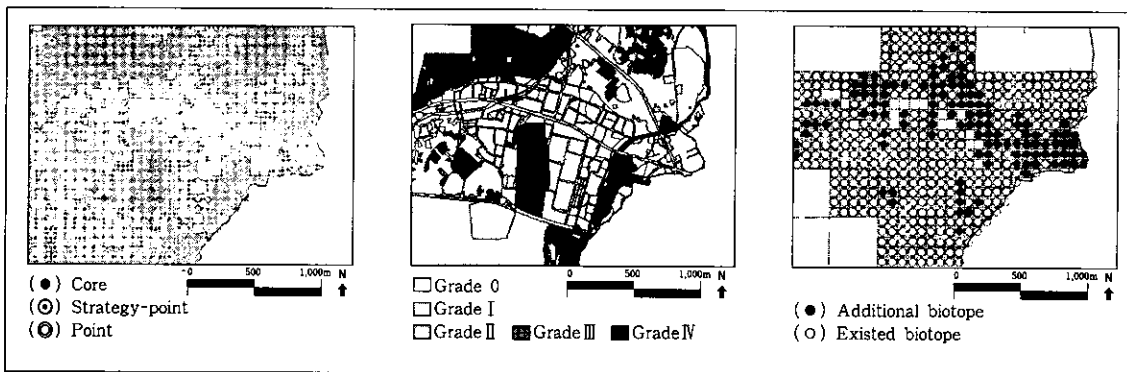 0 500 1,000m N
(●) Core
(⊙) Strategy-point
(◎) Point
0 500 1,000m N
Grade 0
Grade Ⅰ
Grade Ⅱ Grade Ⅲ Grade Ⅳ
0 500 1,000m N
● Additional biotope
○ Existed biotope